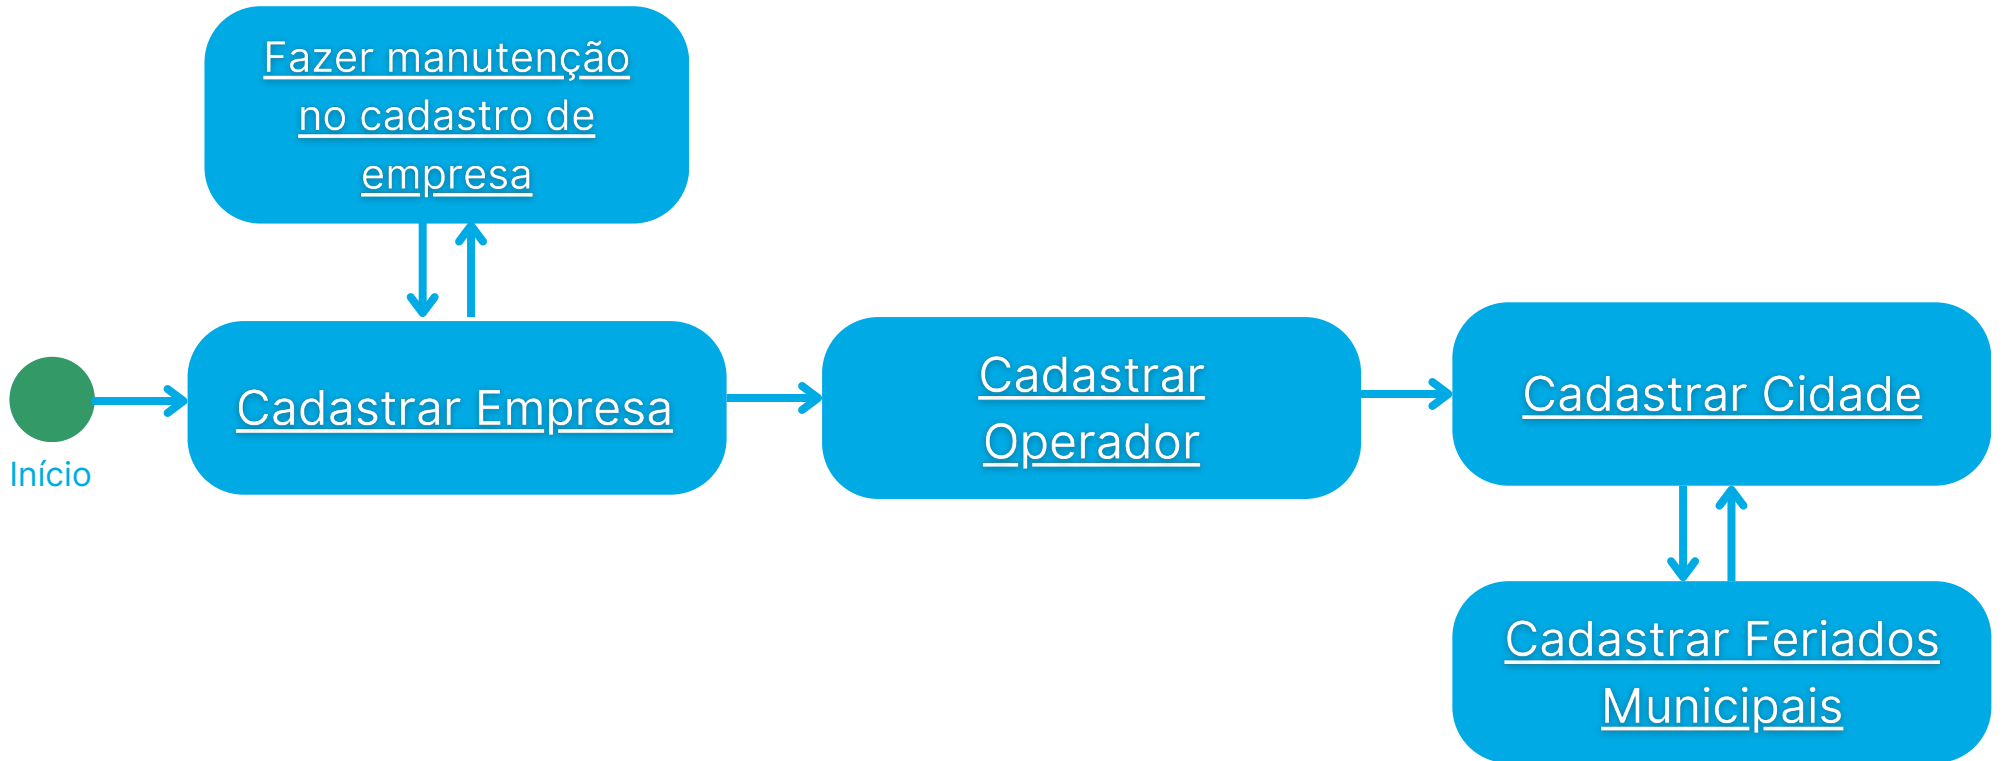 Fazer manutenção
no cadastro de
empresa
Início
Cadastrar Empresa
Cadastrar
Operador
Cadastrar Cidade
Cadastrar Feriados
Municipais